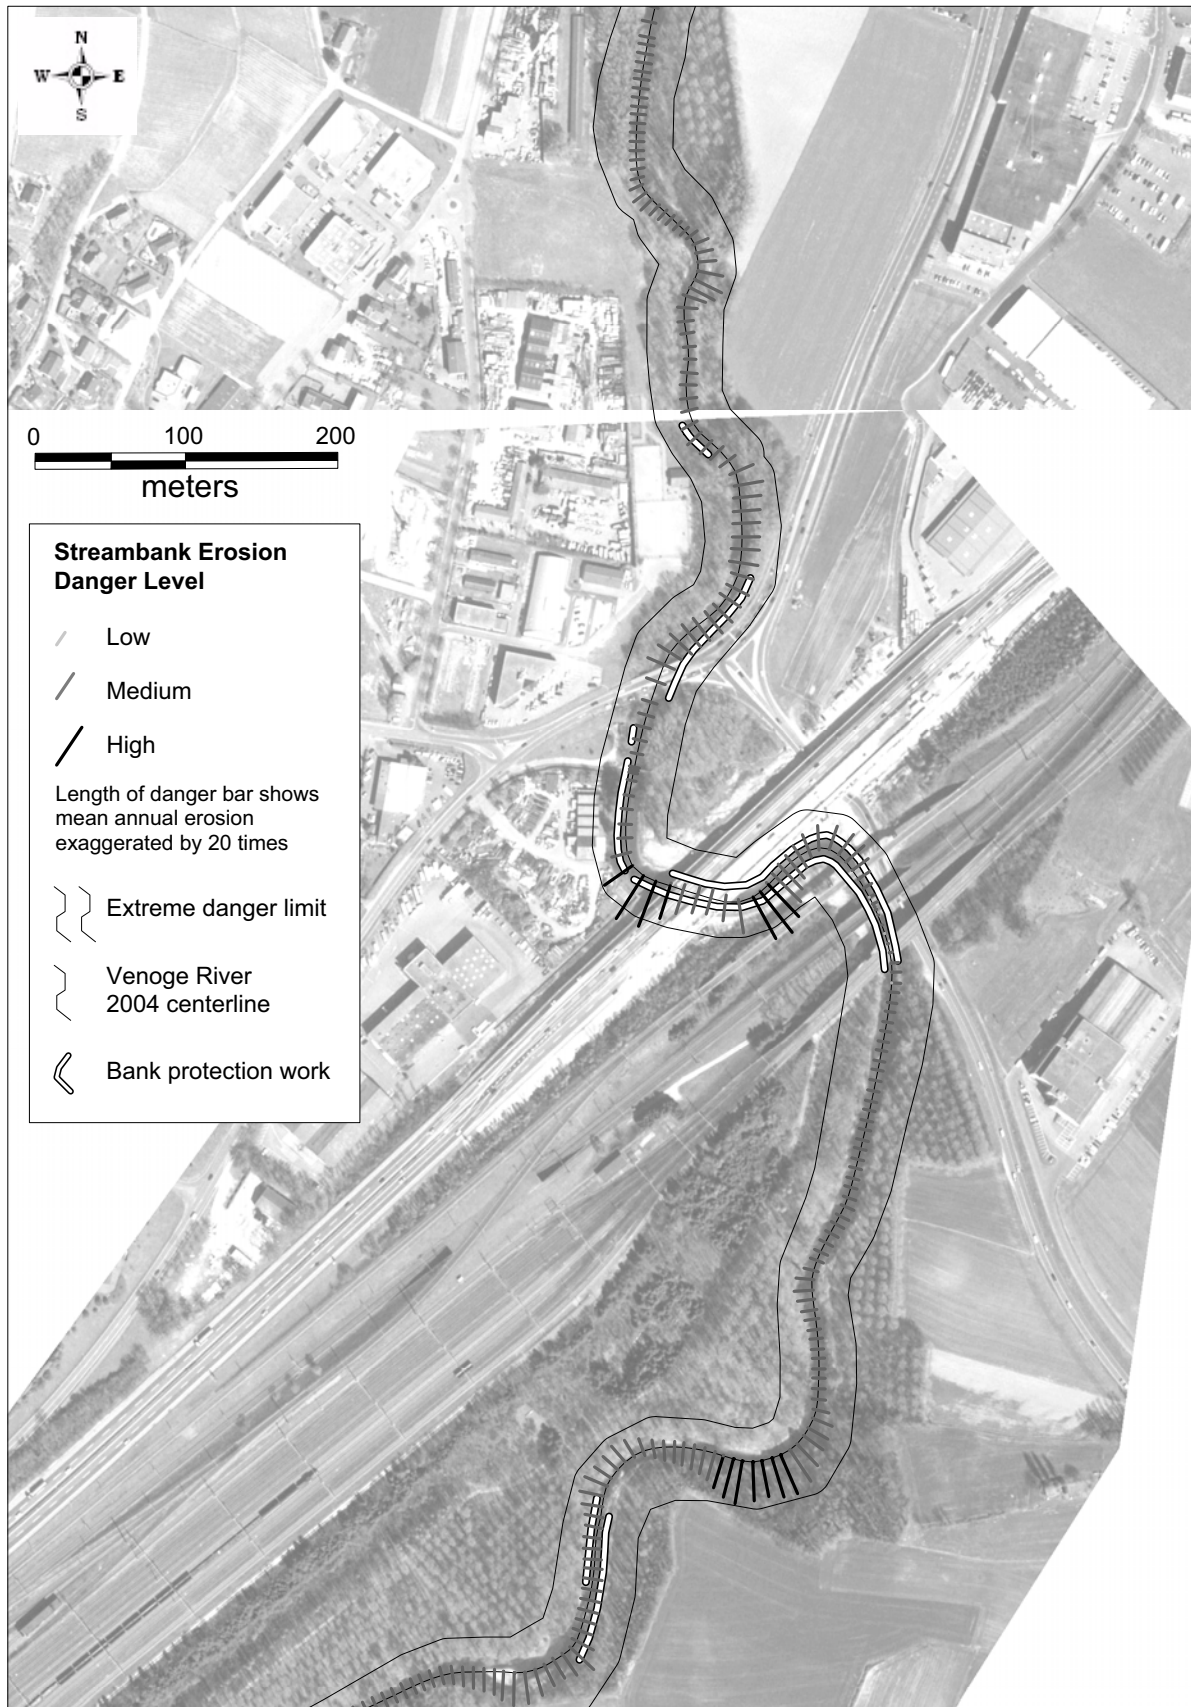 N
W E
S
0 100 200
meters
Streambank Erosion
Danger Level
Low
Medium
High
Length of danger bar shows
mean annual erosion
exaggerated by 20 times
Extreme danger limit
Venoge River
2004 centerline
Bank protection work